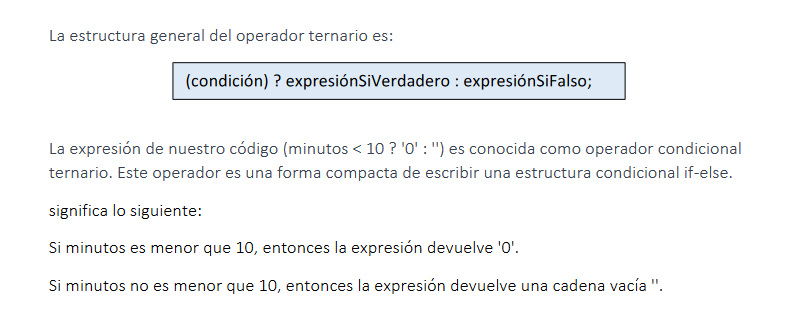 La estructura general del operador ternario es:
(condición) ? expresiónSiVerdadero : expresiónSiFalso;
La expresión de nuestro código (minutos < 10 ? '0' : '') es conocida como operador condicional
ternario. Este operador es una forma compacta de escribir una estructura condicional if-else.
significa lo siguiente:
Si minutos es menor que 10, entonces la expresión devuelve '0'.
Si minutos no es menor que 10, entonces la expresión devuelve una cadena vacía ''.